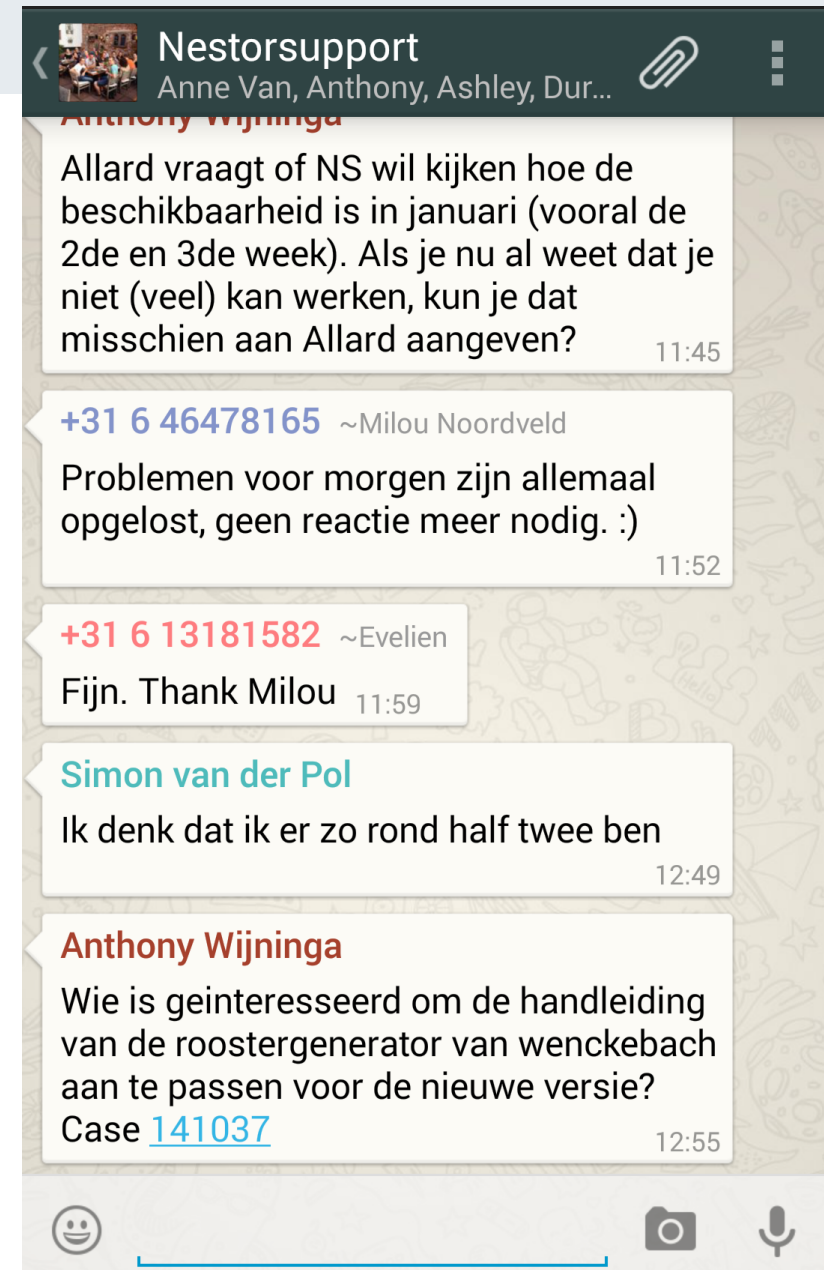 Nestorsupport
Anne Van, Anthony, Ashley, Dur...
Anthony Wijninga
Allard vraagt of NS wil kijken hoe de
beschikbaarheid is in januari (vooral de
2de en 3de week). Als je nu al weet dat je
niet (veel) kan werken, kun je dat
misschien aan Allard aangeven? 11:45
+31 6 46478165 ~Milou Noordveld
Problemen voor morgen zijn allemaal
opgelost, geen reactie meer nodig. :)
11:52
+31 6 13181582 ~Evelien
Fijn. Thank Milou 11:59
Simon van der Pol
Ik denk dat ik er zo rond half twee ben
12:49
Anthony Wijninga
Wie is geinteresseerd om de handleiding
van de roostergenerator van wenckebach
aan te passen voor de nieuwe versie?
Case 141037 12:55